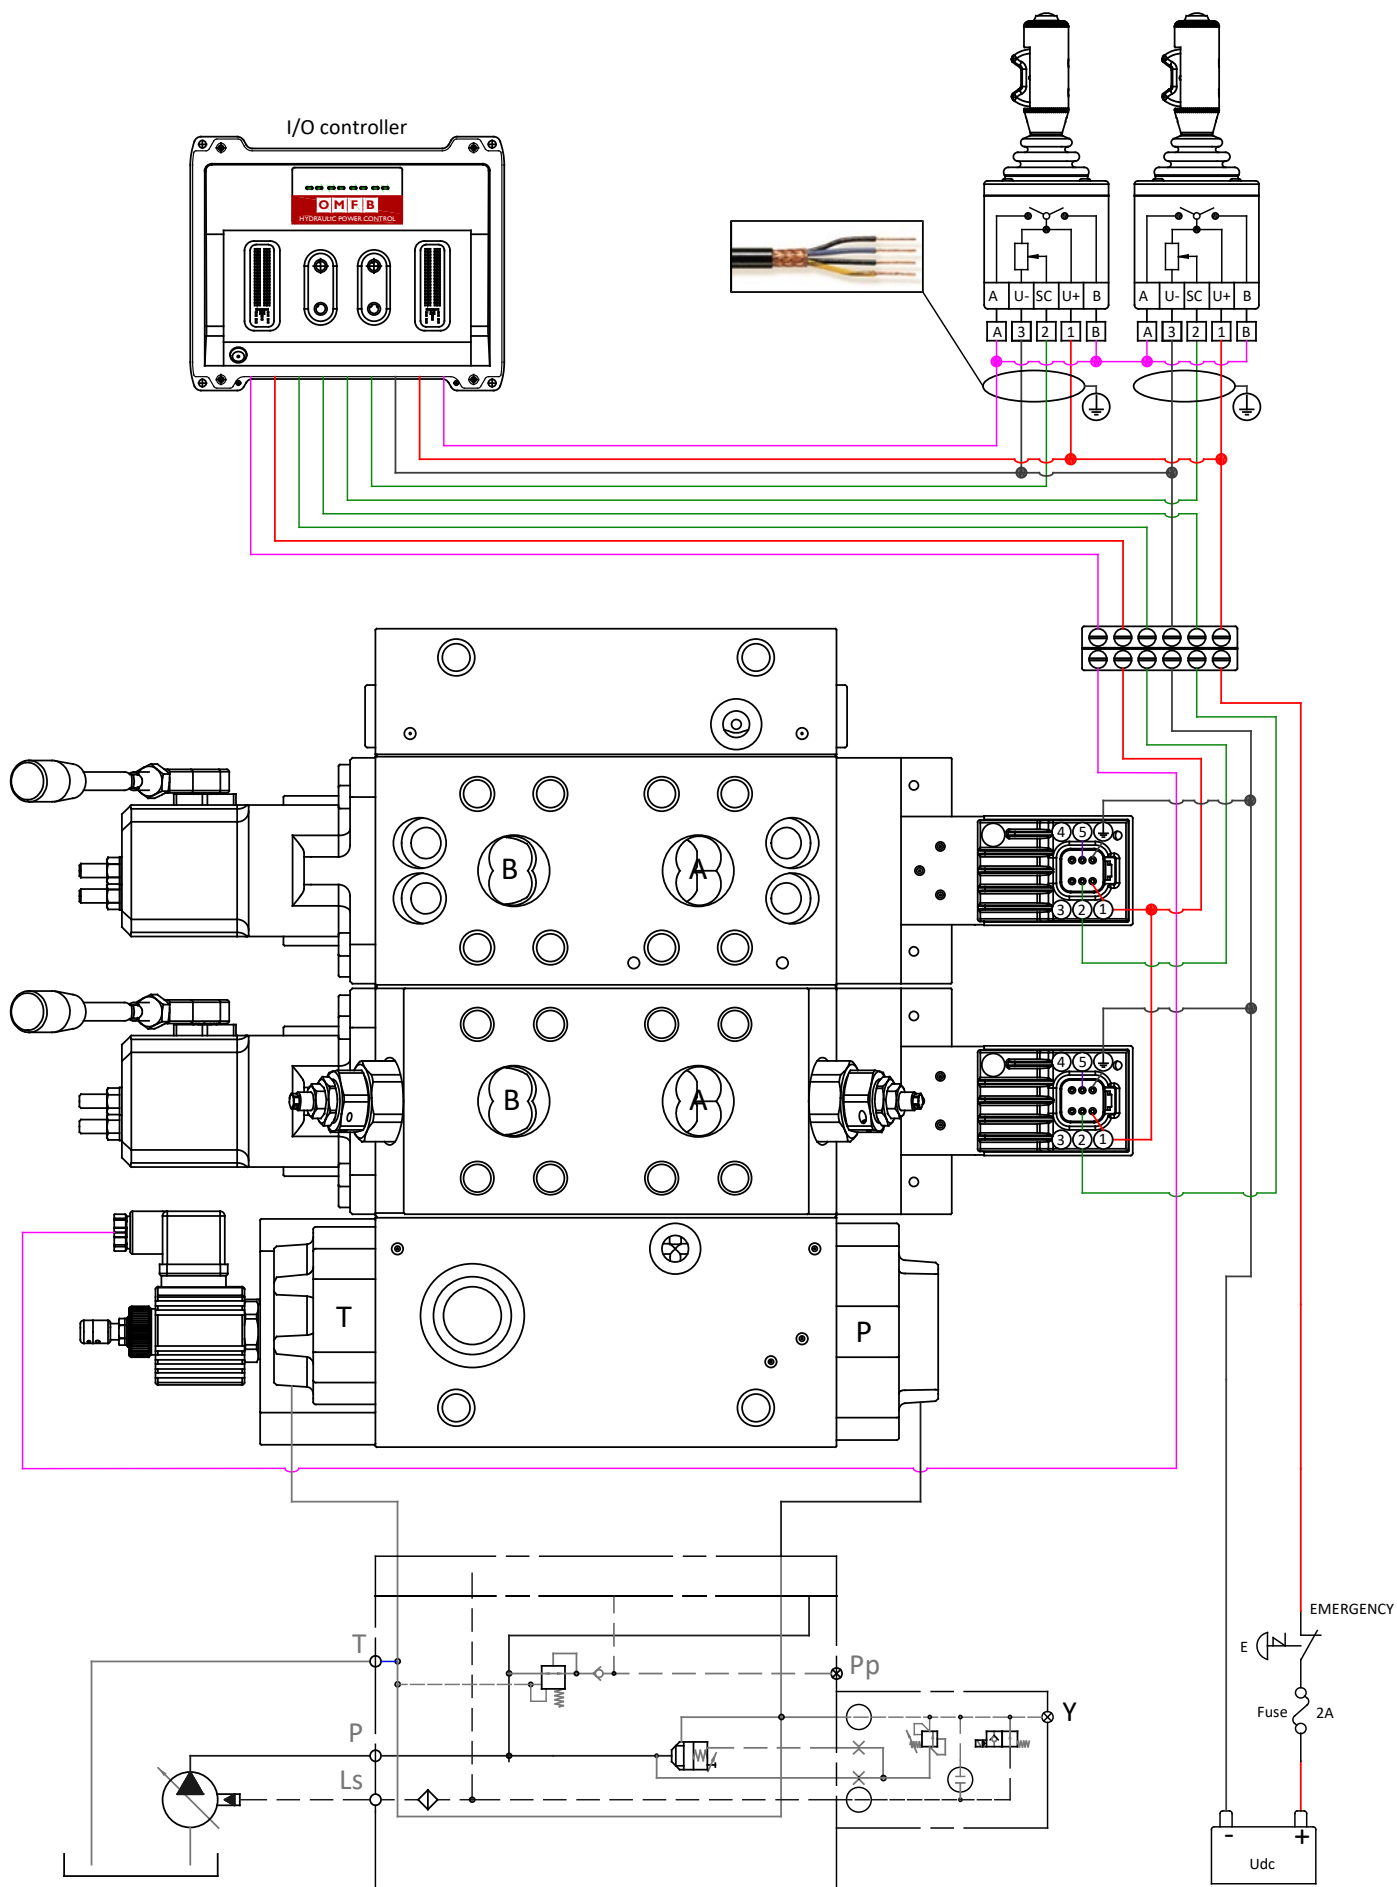 I/O controller
OMFB
HYDRAULIC POWER CONTROL
A U- SC U+ B
A 3 2 1 B
A U- SC U+ B
A 3 2 1 B
B A
4 5
3 2 1
B A
4 5
3 2 1
T P
EMERGENCY
E
T
Pp
Fuse 2A
Y
P
Ls
- +
Udc